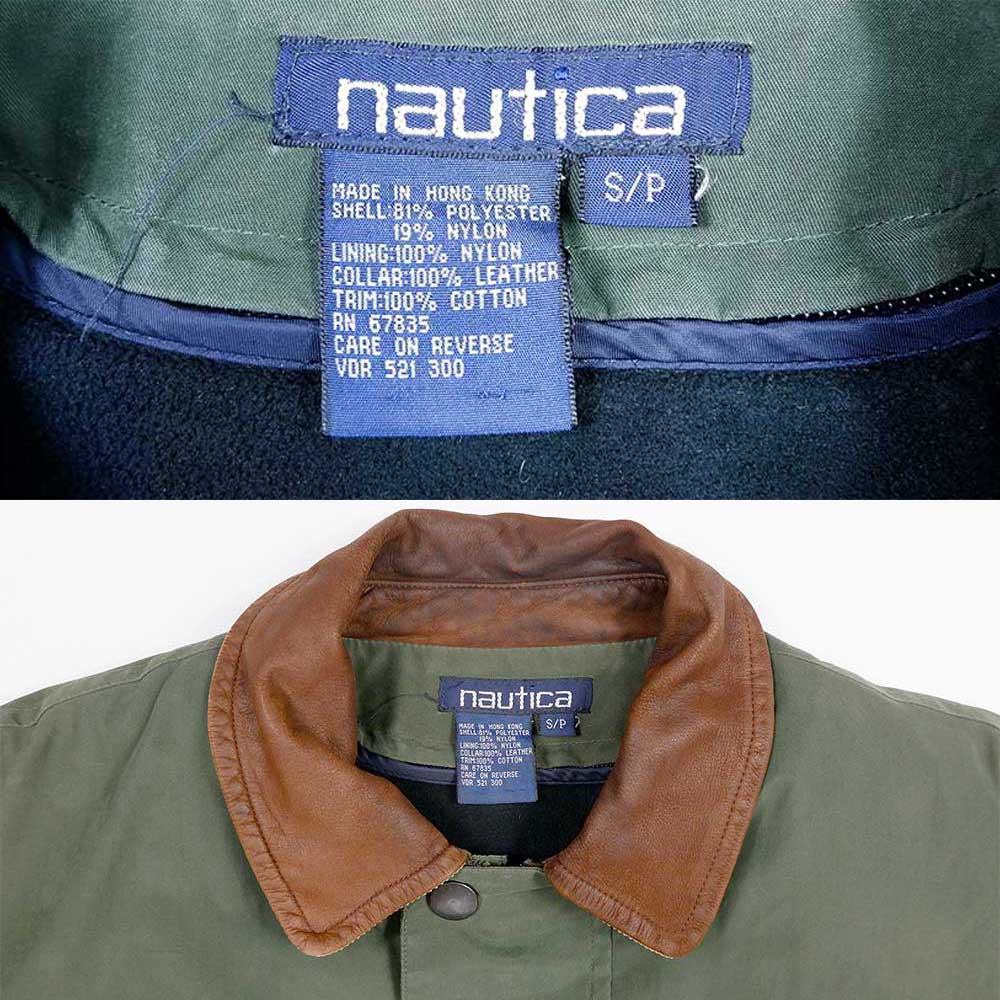 nautica
S/P
MADE IN HONG KONG
SHELL:81% POLYESTER
19% NYLON
LINING:100% NYLON
COLLAR:100% LEATHER
TRIM:100% COTTON
RN 67835
CARE ON REVERSE
VDR 521 300
nautica
S/P
MADE IN HONG KONG
SHELL:81% POLYESTER
19% NYLON
LINING:100% NYLON
COLLAR:100% LEATHER
TRIM:100% COTTON
RN 67835
CARE ON REVERSE
VDR 521 300